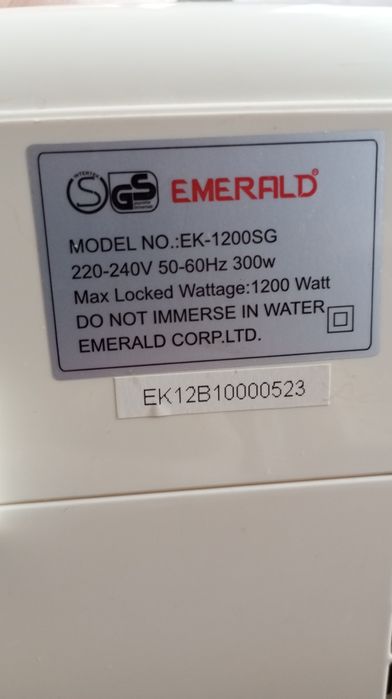 INTERTEK
S GS EMERALD
MODEL NO.:EK-1200SG
220-240V 50-60Hz 300w
Max Locked Wattage:1200 Watt
DO NOT IMMERSE IN WATER
EMERALD CORP.LTD.
EK12B10000523